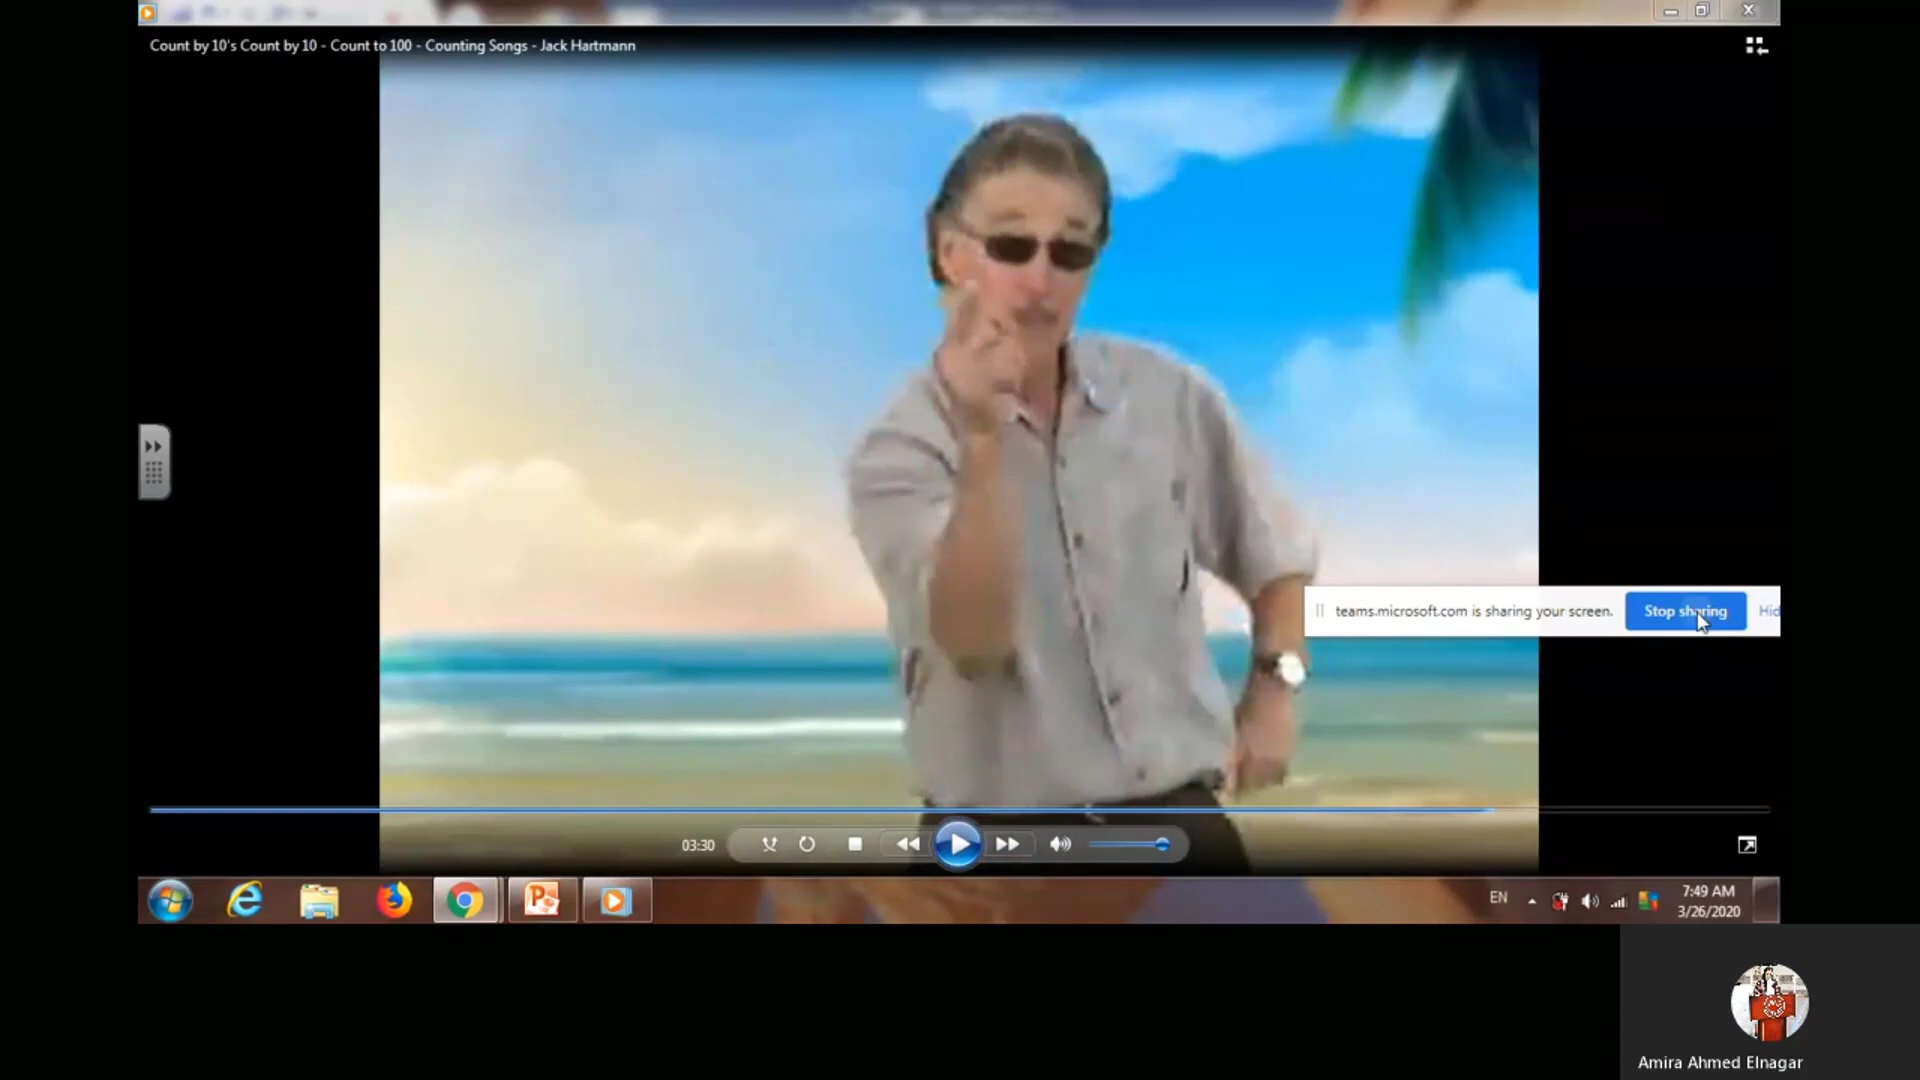 Count by 10's Count by 10 - Count to 100 - Counting Songs - Jack Hartmann
teams.microsoft.com is sharing your screen.
Stop sharing
Hid
03:30
EN
7:49 AM
3/26/2020
Amira Ahmed Elnagar